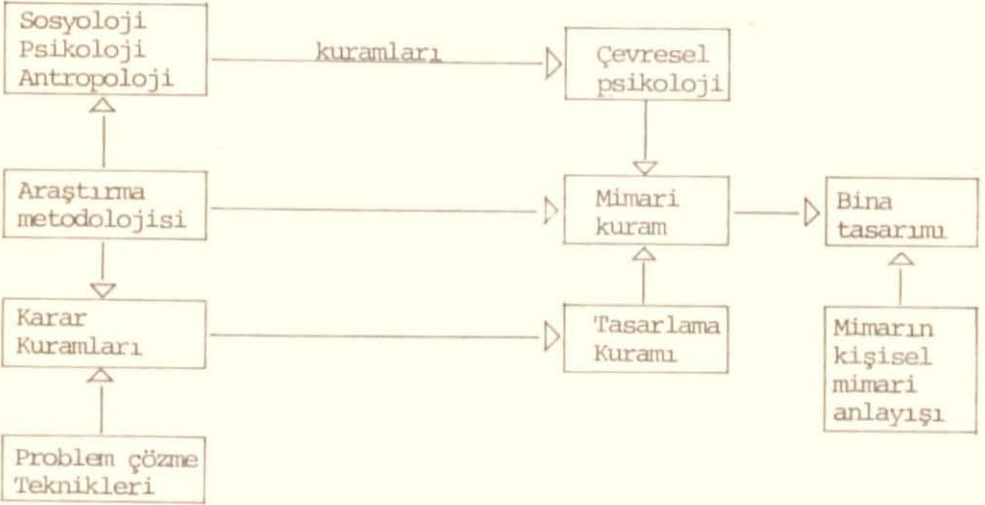 Sosyoloji
Psikoloji
Antropoloji
kuramları
Çevresel
psikoloji
Araştırma
metodolojisi
Mimari
kuram
Bina
tasarımı
Karar
Kuramları
Tasarlama
Kuramı
Mimarın
kişisel
mimari
anlayışı
Problem çözme
Teknikleri